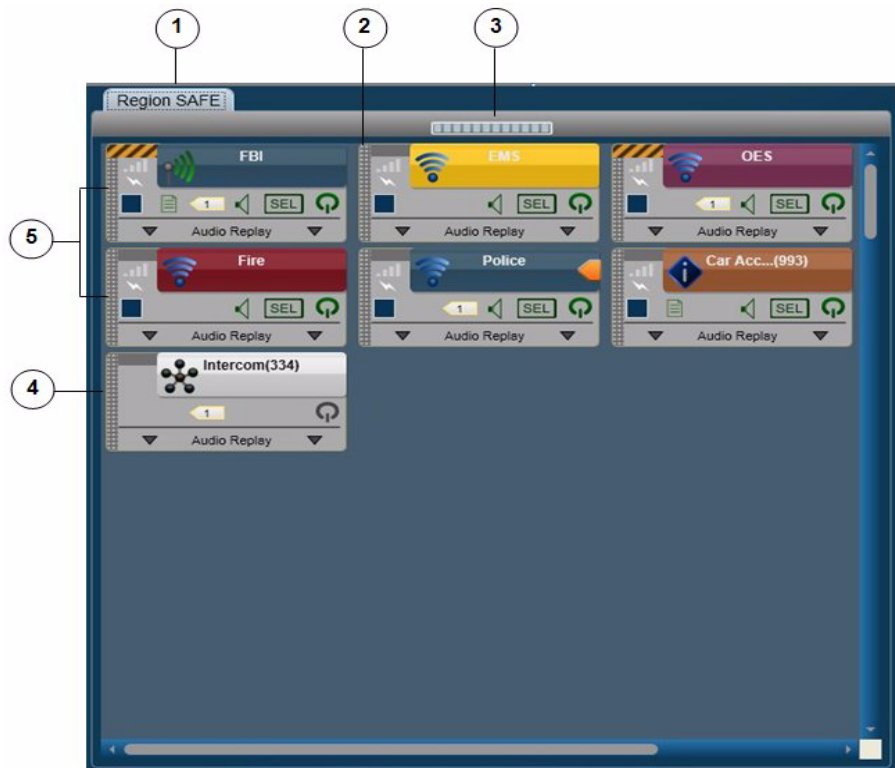 1 2 3
Region SAFE
FBI EMS OES
1 SEL SEL 1 SEL
Audio Replay Audio Replay Audio Replay
5
Fire Police Car Acc...(993)
SEL 1 SEL SEL
Audio Replay Audio Replay Audio Replay
4
Intercom(334)
1
Audio Replay